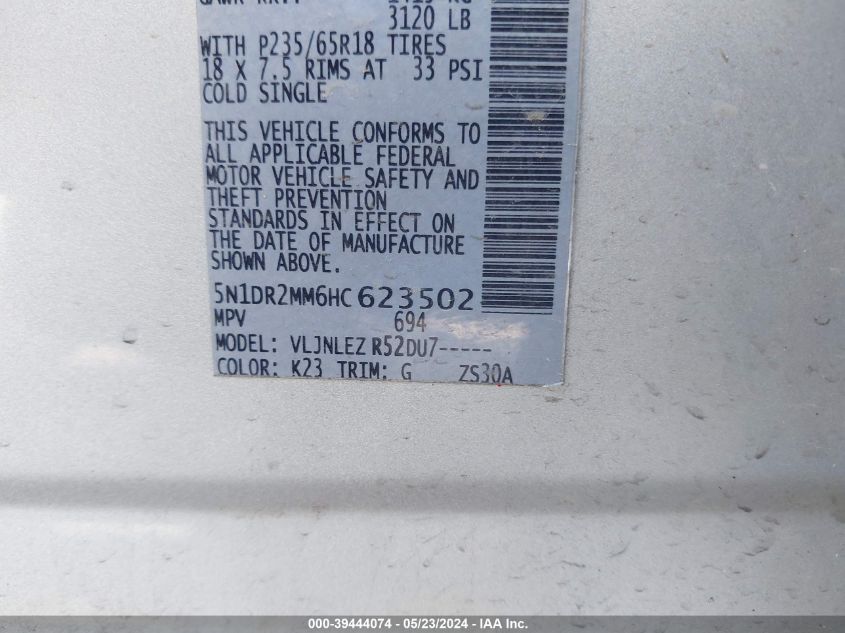 3120 LB
WITH P235/65R18 TIRES
18 X 7.5 RIMS AT 33 PSI
COLD SINGLE
THIS VEHICLE CONFORMS TO
ALL APPLICABLE FEDERAL
MOTOR VEHICLE SAFETY AND
THEFT PREVENTION
STANDARDS IN EFFECT ON
THE DATE OF MANUFACTURE
SHOWN ABOVE.
5N1DR2MM6HC 623502
MPV 694
MODEL: VLJNLEZ R52DU7-----
COLOR: K23 TRIM: G ZS30A
000-39444074 - 05/23/2024 - IAA Inc.